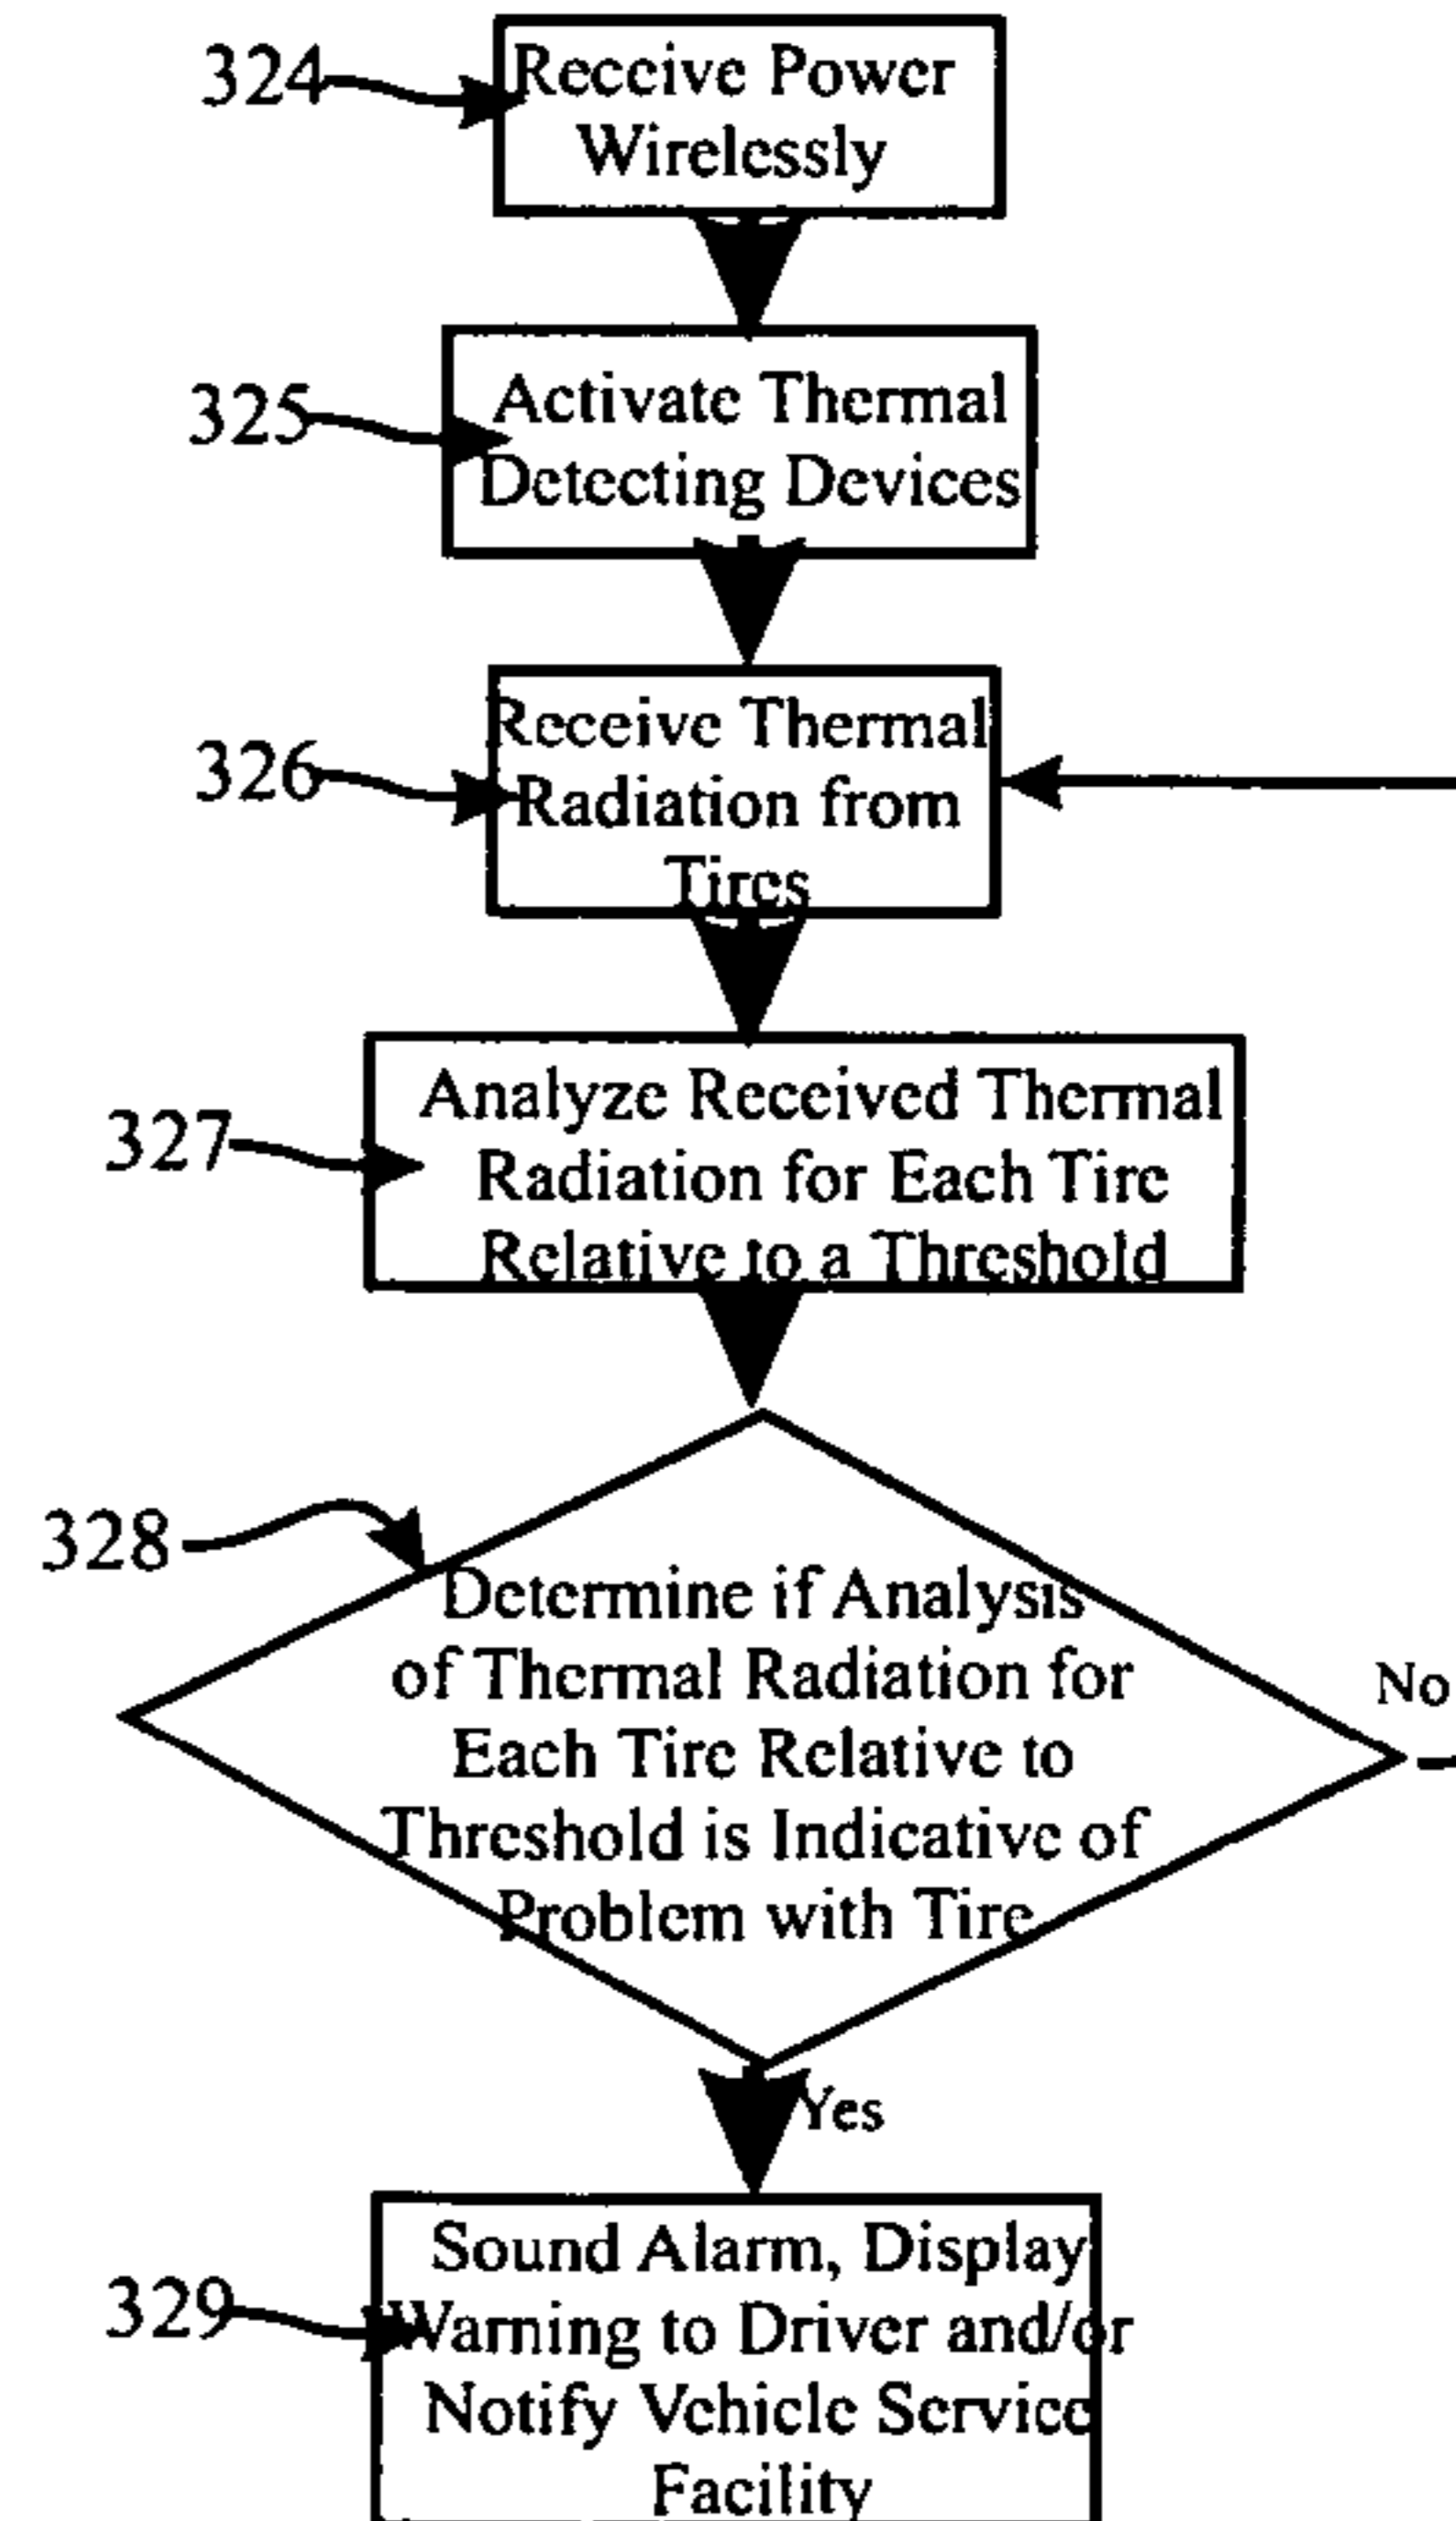 324
Receive Power
Wirelessly
325
Activate Thermal
Detecting Devices
326
Receive Thermal
Radiation from
Tires
327
Analyze Received Thermal
Radiation for Each Tire
Relative to a Threshold
328
Determine if Analysis
of Thermal Radiation for
Each Tire Relative to
Threshold is Indicative of
Problem with Tire
No
Yes
329
Sound Alarm, Display
Warning to Driver and/or
Notify Vehicle Service
Facility